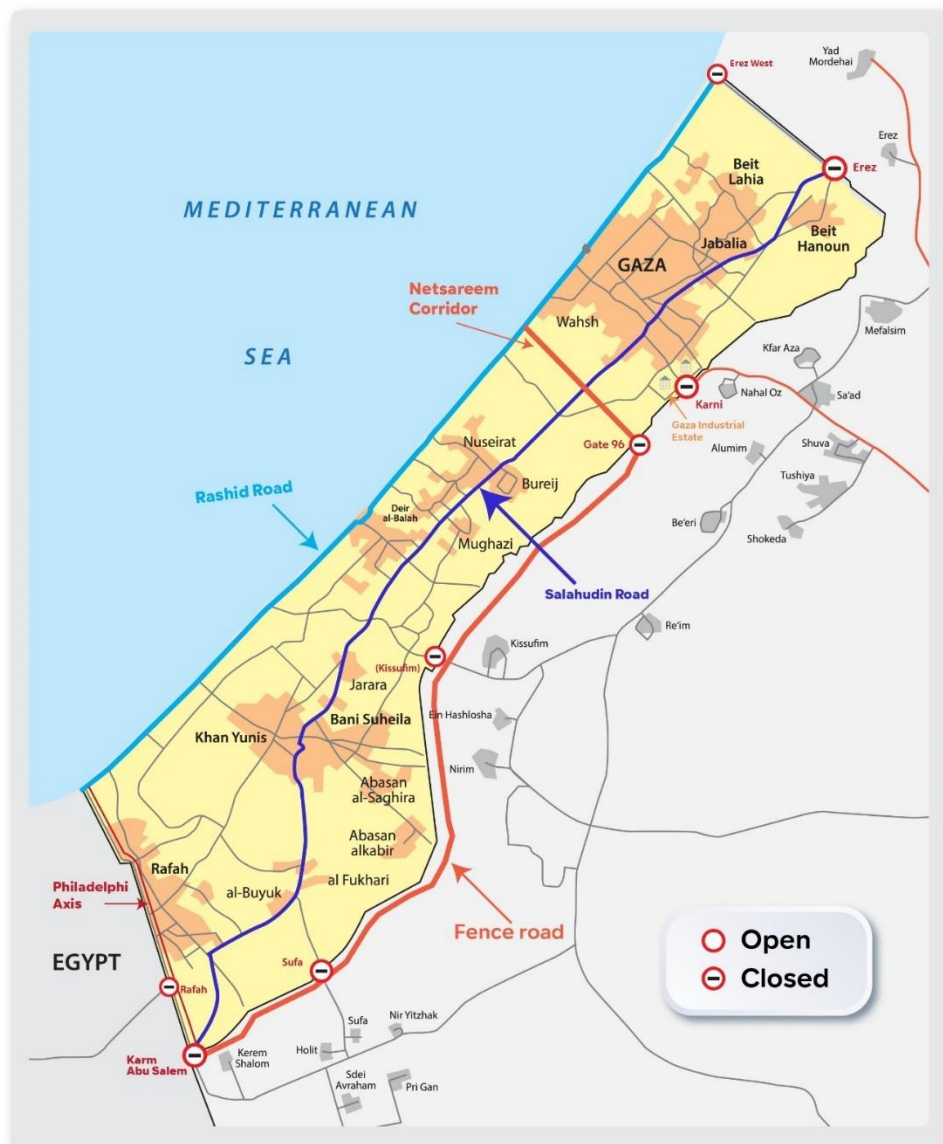 Erez West
Yad
Mordehai
Erez
Erez
Beit
Lahia
Beit
Hanoun
Jabalia
MEDITERRANEAN
SEA
GAZA
Netsareem
Corridor
Wahsh
Mefalsim
Kfar Aza
Karni
Nahal Oz
Sa'ad
Gaza Industrial
Estate
Gate 96
Alumim
Shuva
Tushiya
Nuseirat
Bureij
Rashid Road
Deir
al-Balah
Mughazi
Be'eri
Shokeda
Salahudin Road
Re'im
Kissufim
(Kissufim)
Jarara
Bani Suheila
Khan Yunis
Ein Hashlosha
Nirim
Abasan
al-Saghira
Abasan
alkabir
Rafah
al-Buyuk
al Fukhari
Philadelphi
Axis
Fence road
EGYPT
Open
Closed
Sufa
Rafah
Sufa
Nir Yitzhak
Karm
Abu Salem
Kerem
Shalom
Holit
Sdei
Avraham
Pri Gan